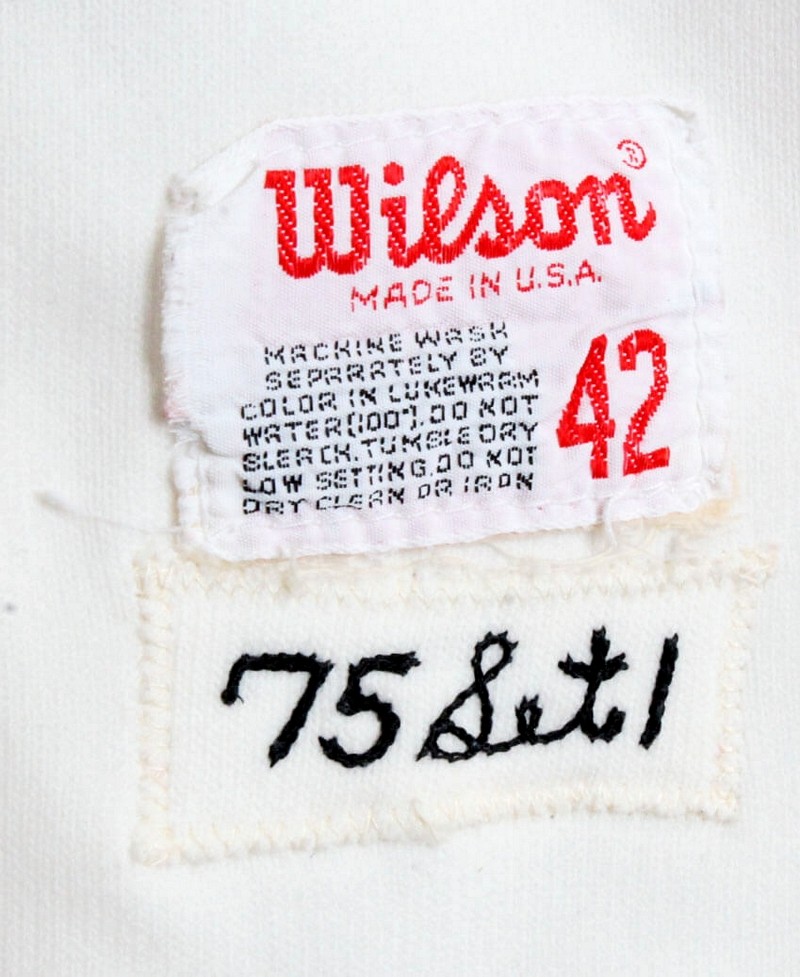 Wilson®
MADE IN U.S.A.
MACHINE WASH
SEPARATELY BY
COLOR IN LUKEWARM
WATER(100°).DO NOT
BLEACH.TUMBLE DRY
LOW SETTING.DO NOT
DRY CLEAN OR IRON
42
75 Set 1